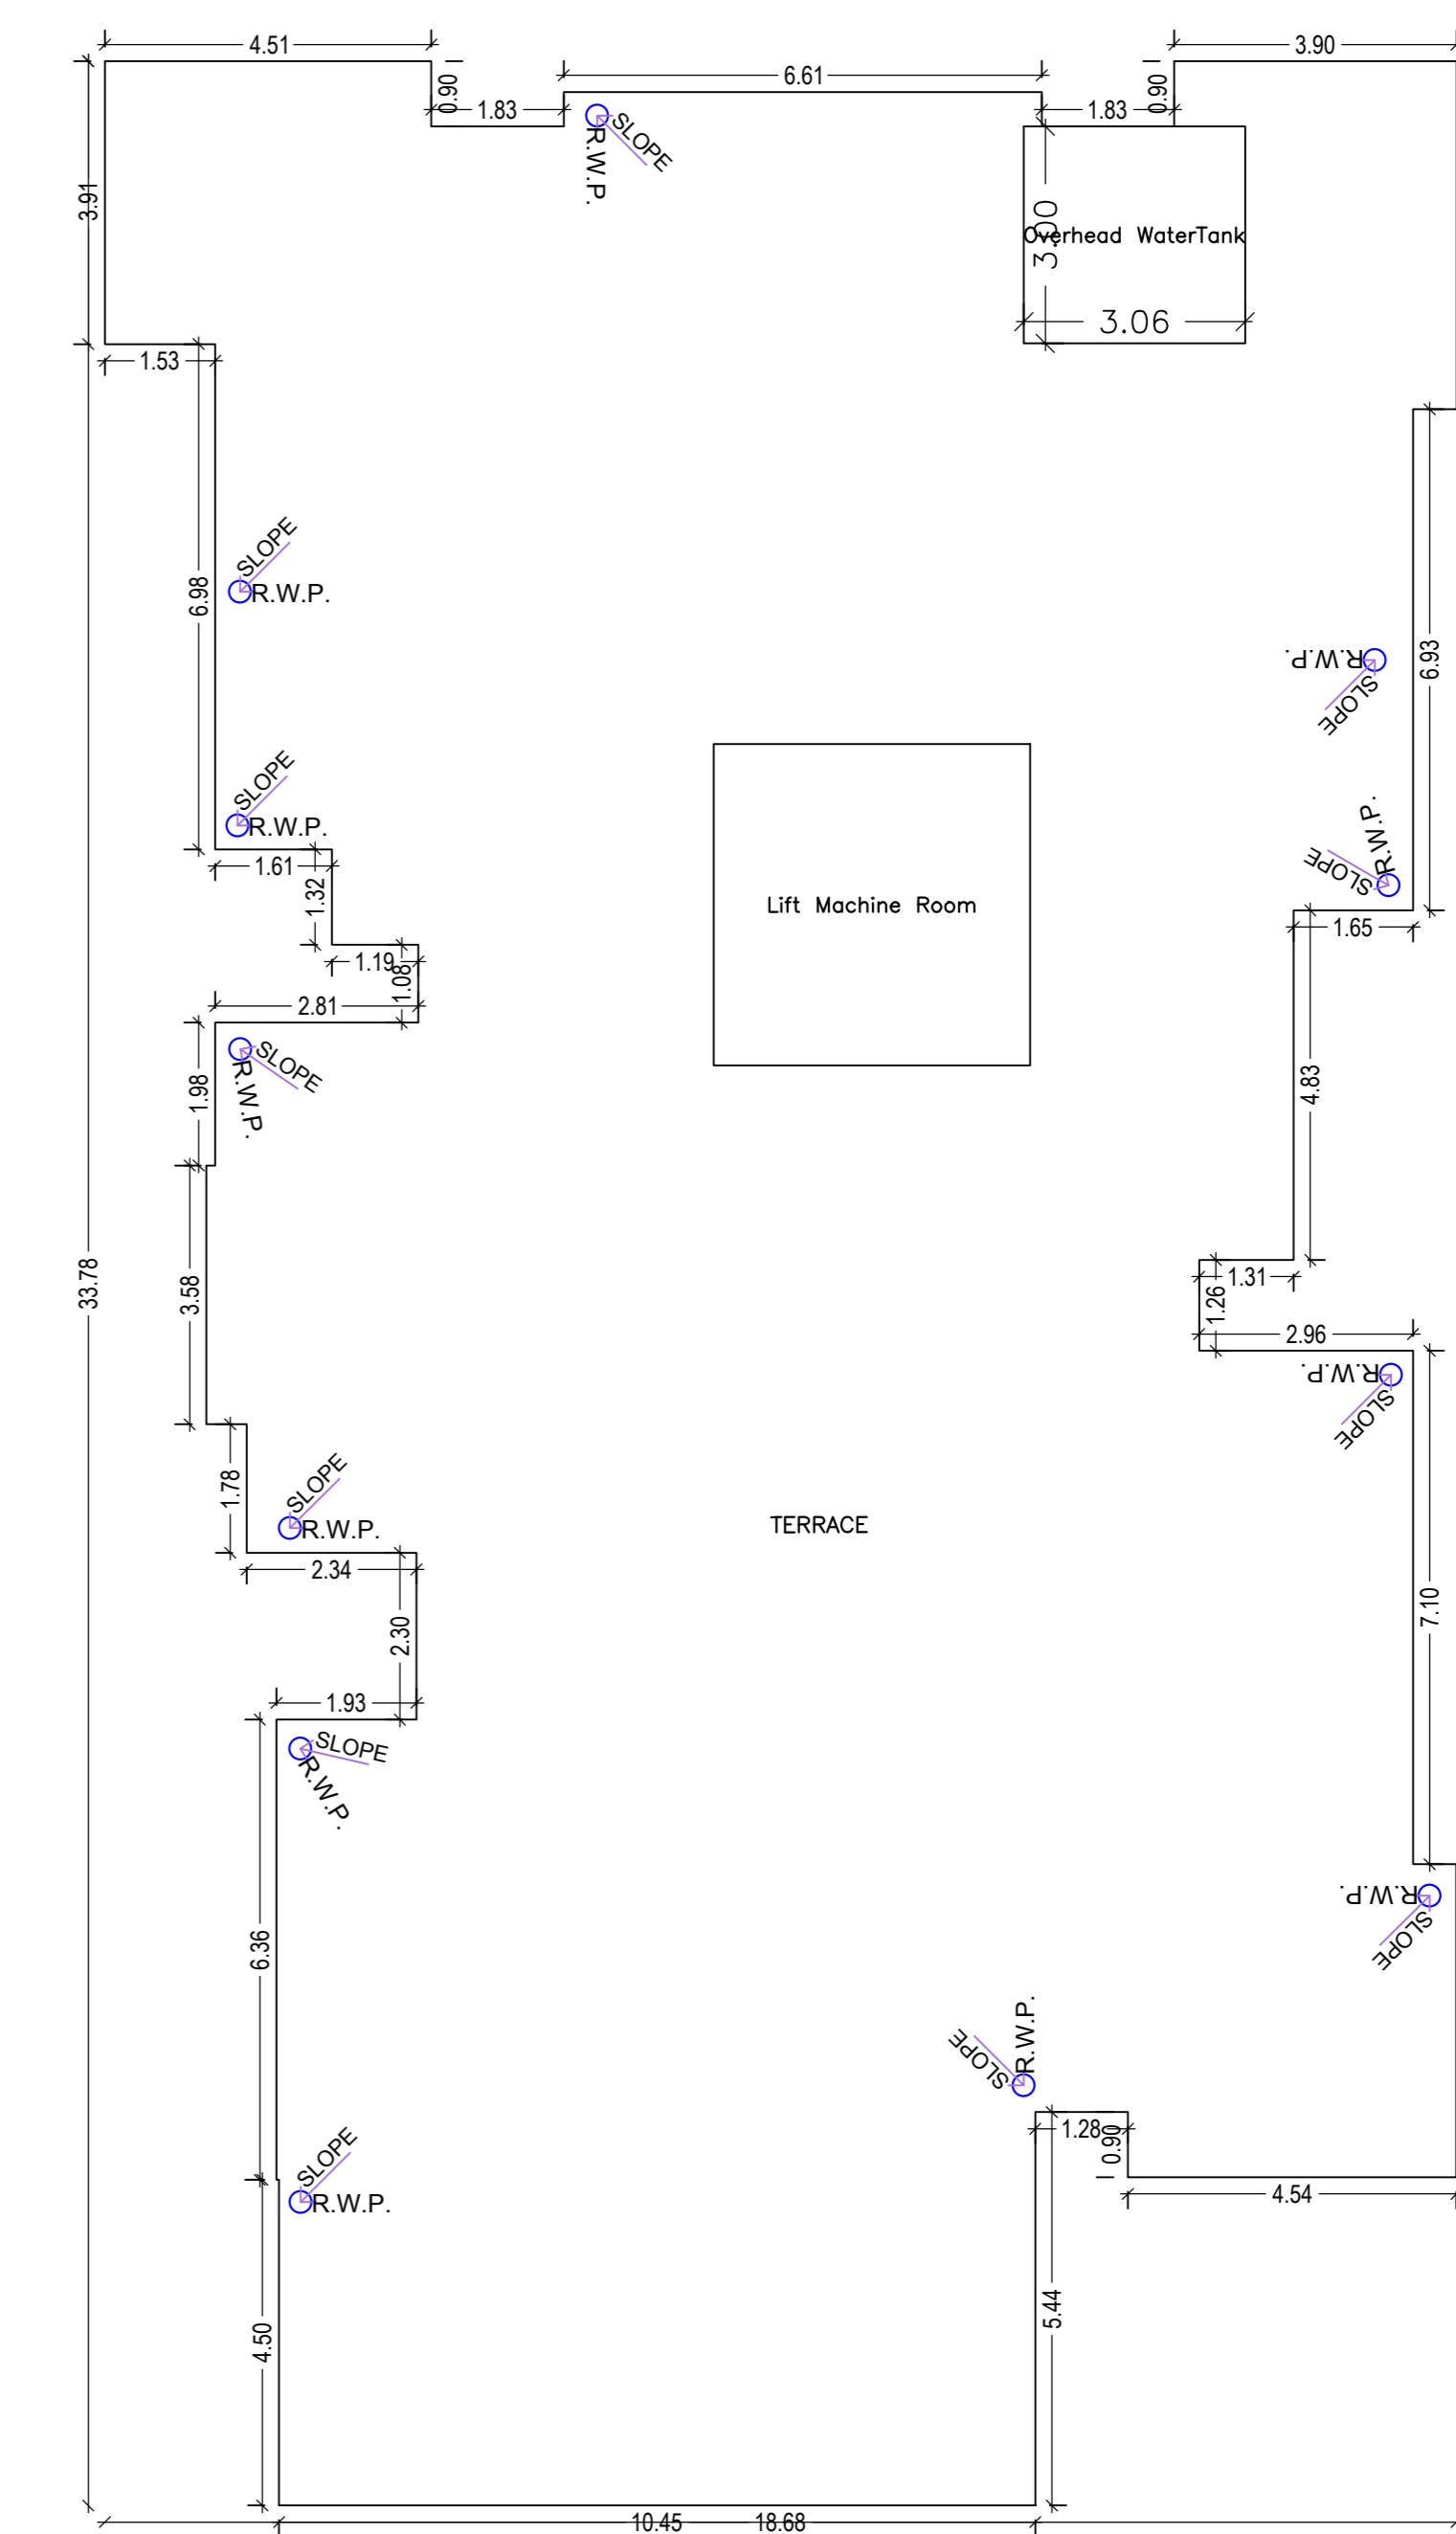 4.51
3.90
6.61
0.90
1.83
1.83
0.90
SLOPE
R.W.P.
3.91
3.00
Overhead WaterTank
3.06
1.53
SLOPE
R.W.P.
6.98
R.W.P.
SLOPE
6.93
SLOPE
R.W.P.
R.W.P.
SLOPE
1.61
1.32
Lift Machine Room
1.65
1.19
1.08
2.81
SLOPE
R.W.P.
1.98
4.83
33.78
3.58
1.31
1.26
2.96
R.W.P.
SLOPE
1.78
SLOPE
R.W.P.
TERRACE
2.34
2.30
7.10
1.93
SLOPE
R.W.P.
R.W.P.
SLOPE
6.36
R.W.P.
SLOPE
1.28
0.90
SLOPE
R.W.P.
4.54
5.44
4.50
10.45
18.68